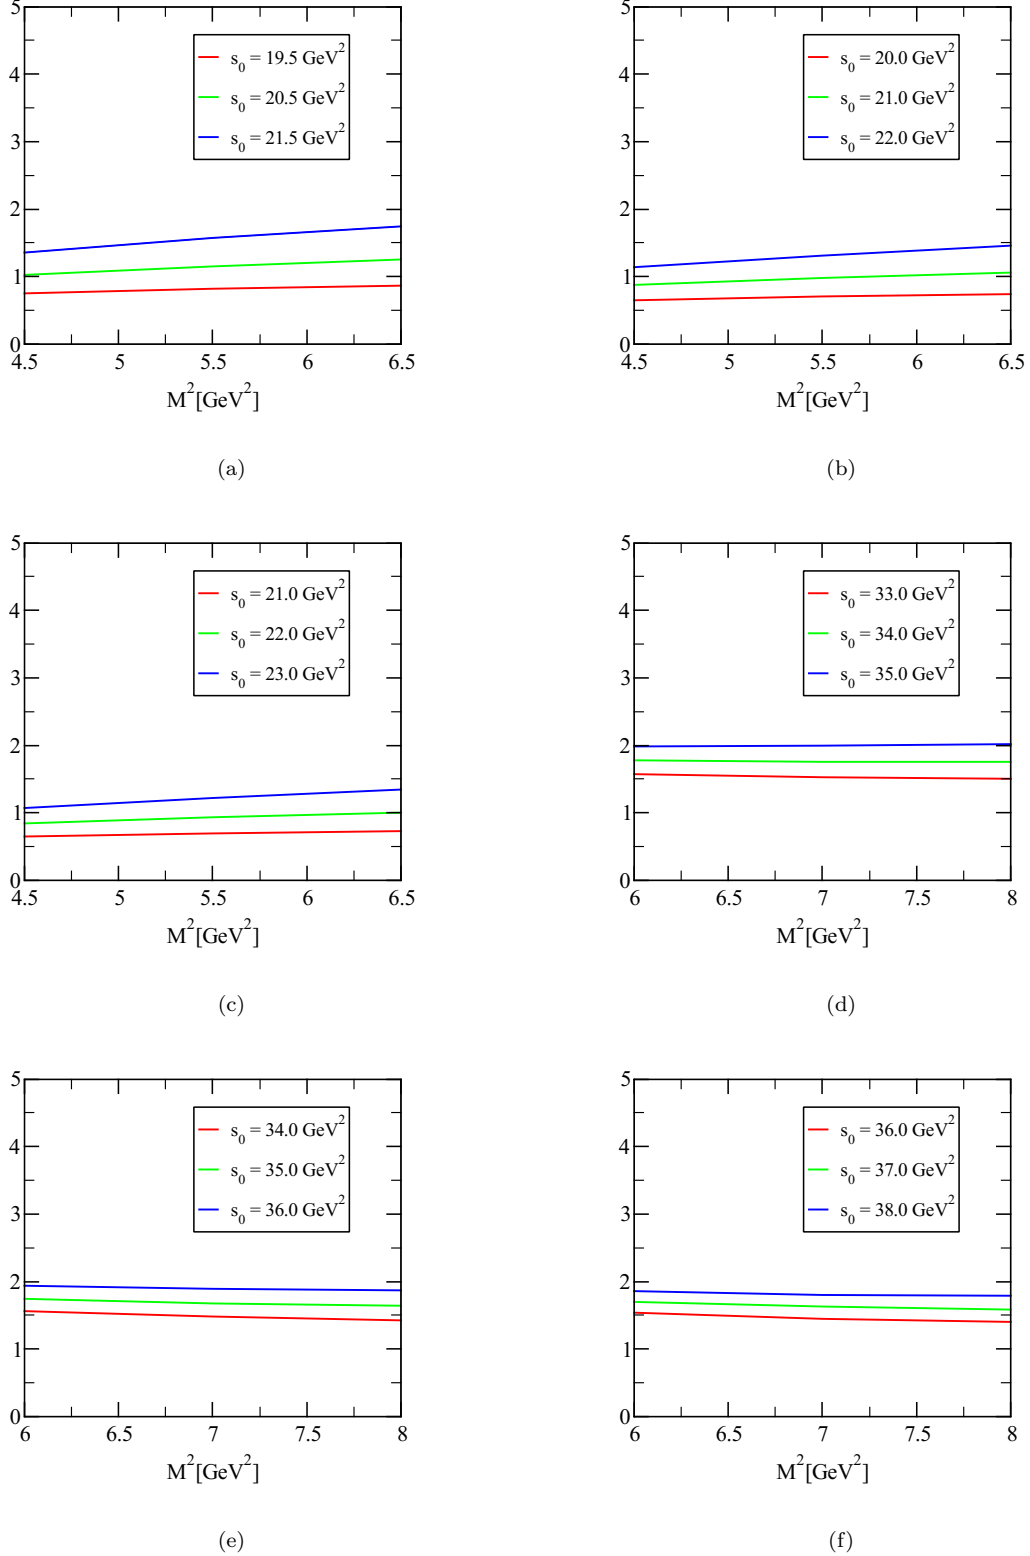 5
4
3
2
1
0
s₀ = 19.5 GeV²
s₀ = 20.5 GeV²
s₀ = 21.5 GeV²
4.5 5 5.5 6 6.5
M²[GeV²]
(a)
5
4
3
2
1
0
s₀ = 20.0 GeV²
s₀ = 21.0 GeV²
s₀ = 22.0 GeV²
4.5 5 5.5 6 6.5
M²[GeV²]
(b)
5
4
3
2
1
0
s₀ = 21.0 GeV²
s₀ = 22.0 GeV²
s₀ = 23.0 GeV²
4.5 5 5.5 6 6.5
M²[GeV²]
(c)
5
4
3
2
1
0
s₀ = 33.0 GeV²
s₀ = 34.0 GeV²
s₀ = 35.0 GeV²
6 6.5 7 7.5 8
M²[GeV²]
(d)
5
4
3
2
1
0
s₀ = 34.0 GeV²
s₀ = 35.0 GeV²
s₀ = 36.0 GeV²
6 6.5 7 7.5 8
M²[GeV²]
(e)
5
4
3
2
1
0
s₀ = 36.0 GeV²
s₀ = 37.0 GeV²
s₀ = 38.0 GeV²
6 6.5 7 7.5 8
M²[GeV²]
(f)